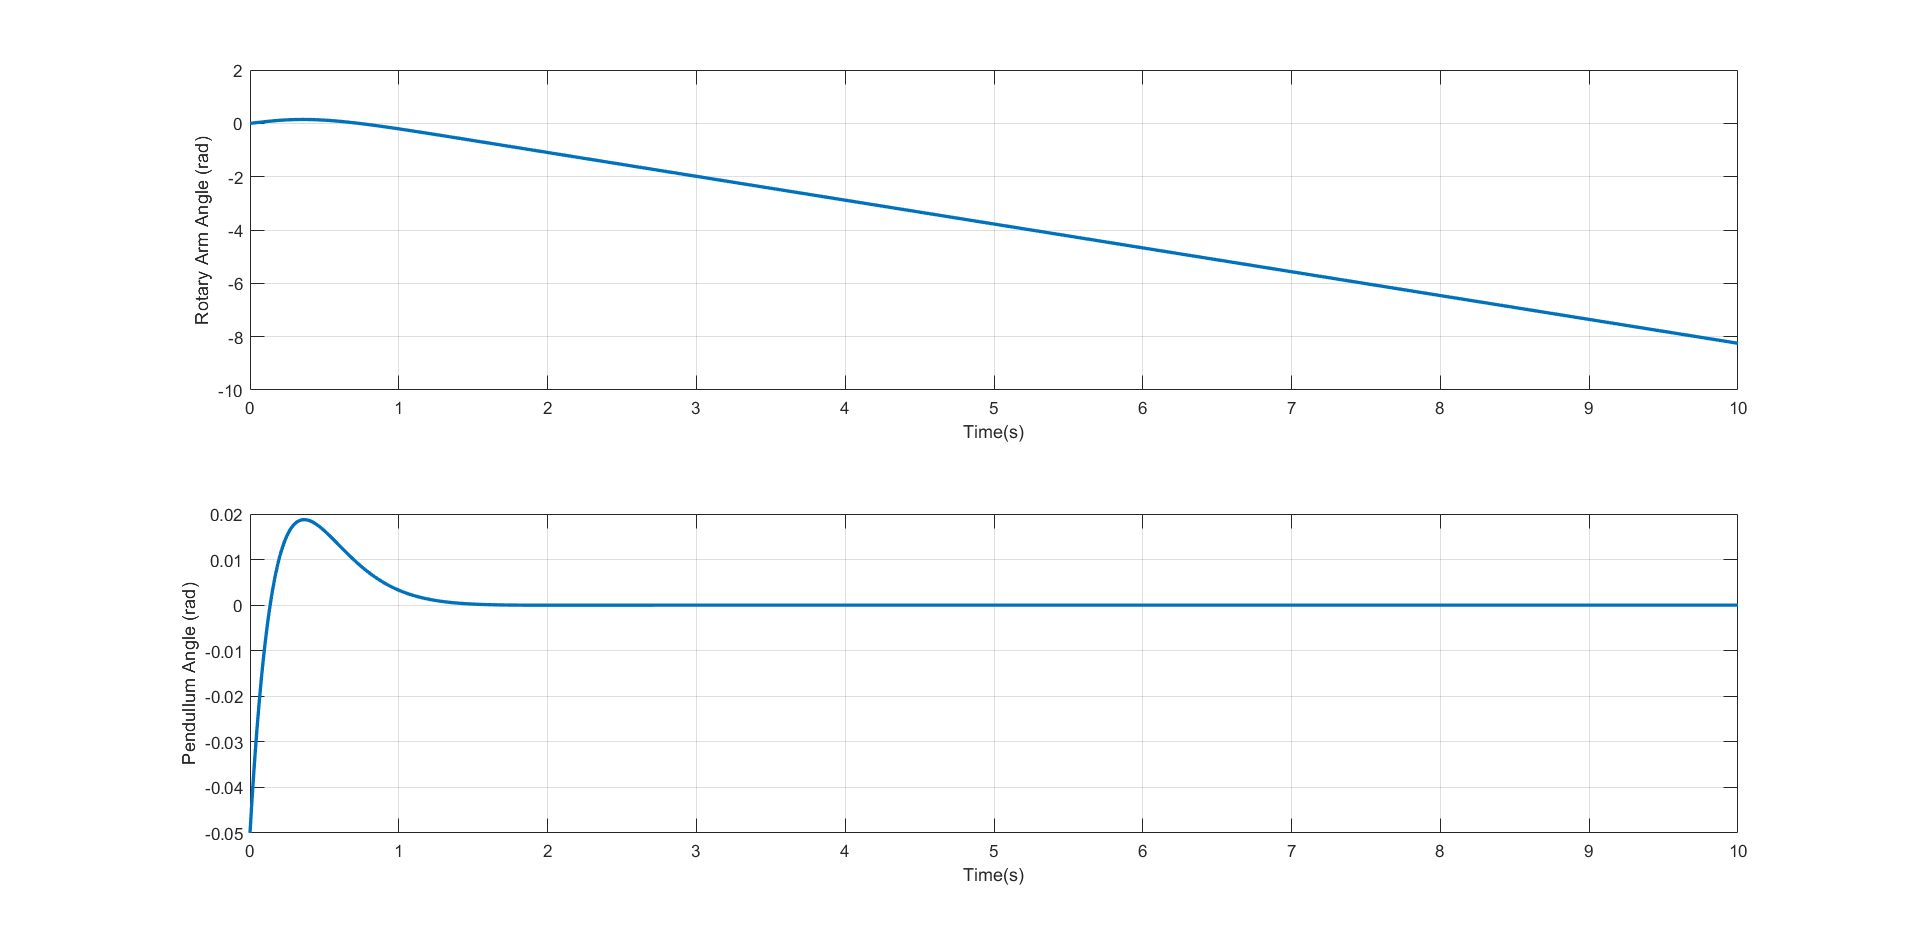 2
0
-2
-4
-6
-8
-10
Rotary Arm Angle (rad)
0 1 2 3 4 5 6 7 8 9 10
Time(s)
0.02
0.01
0
-0.01
-0.02
-0.03
-0.04
-0.05
Pendullum Angle (rad)
0 1 2 3 4 5 6 7 8 9 10
Time(s)